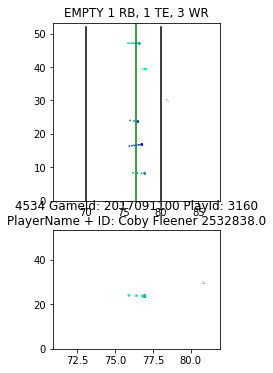 EMPTY 1 RB, 1 TE, 3 WR
50
40
30
20
10
0
70 75 80 85
4534 GameId: 2017091100 PlayId: 3160
PlayerName + ID: Coby Fleener 2532838.0
40
20
0
72.5 75.0 77.5 80.0